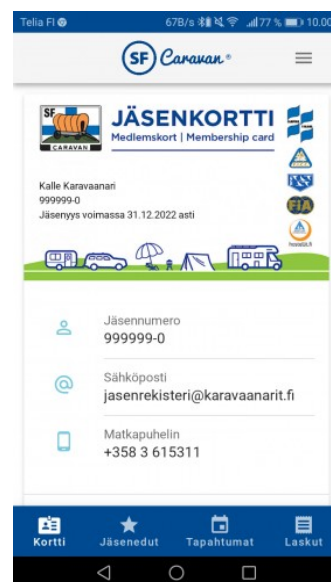 Telia FI 67B/s 77 % 10.00
SF Caravan®
SF
CARAVAN
JÄSENKORTTI
Medlemskort | Membership card
Kalle Karavaanari
999999-0
Jäsenyys voimassa 31.12.2022 asti
FiA
Jäsennumero
999999-0
Sähköposti
jasenrekisteri@karavaanarit.fi
Matkapuhelin
+358 3 615311
Kortti Jäsenedut Tapahtumat Laskut